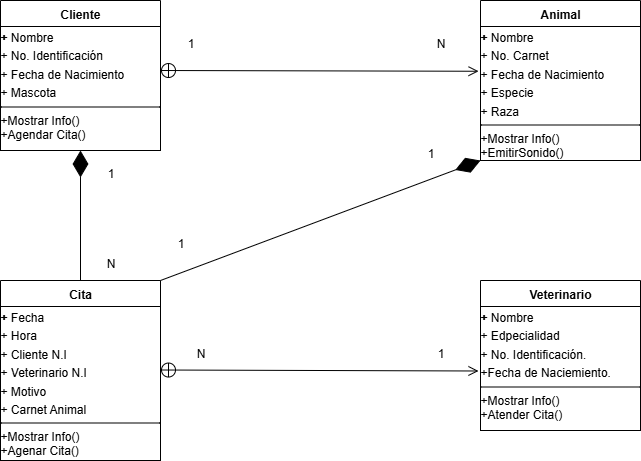 Cliente
+ Nombre
+ No. Identificación
+ Fecha de Nacimiento
+ Mascota
+Mostrar Info()
+Agendar Cita()
1
N
Animal
+ Nombre
+ No. Carnet
+ Fecha de Nacimiento
+ Especie
+ Raza
+Mostrar Info()
+EmitirSonido()
1
N
1
1
Cita
+ Fecha
+ Hora
+ Cliente N.I
+ Veterinario N.I
+ Motivo
+ Carnet Animal
+Mostrar Info()
+Agenar Cita()
N
1
Veterinario
+ Nombre
+ Edpecialidad
+ No. Identificación.
+Fecha de Naciemiento.
+Mostrar Info()
+Atender Cita()